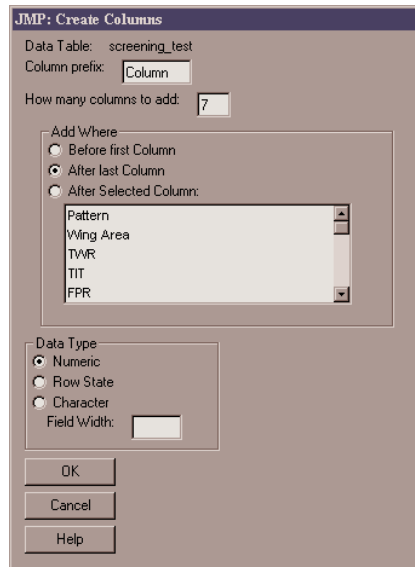 JMP: Create Columns
Data Table: screening_test
Column prefix: Column
How many columns to add: 7
Add Where
Before first Column
After last Column
After Selected Column:
Pattern
Wing Area
TWR
TIT
FPR
Data Type
Numeric
Row State
Character
Field Width:
OK
Cancel
Help